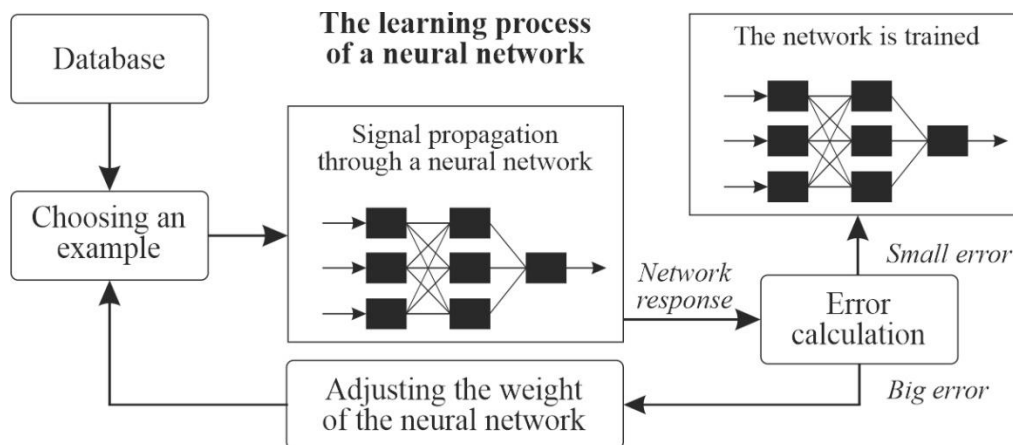 The learning process
of a neural network
Database
Choosing an
example
Signal propagation
through a neural network
Network
response
Error
calculation
Small error
The network is trained
Big error
Adjusting the weight
of the neural network